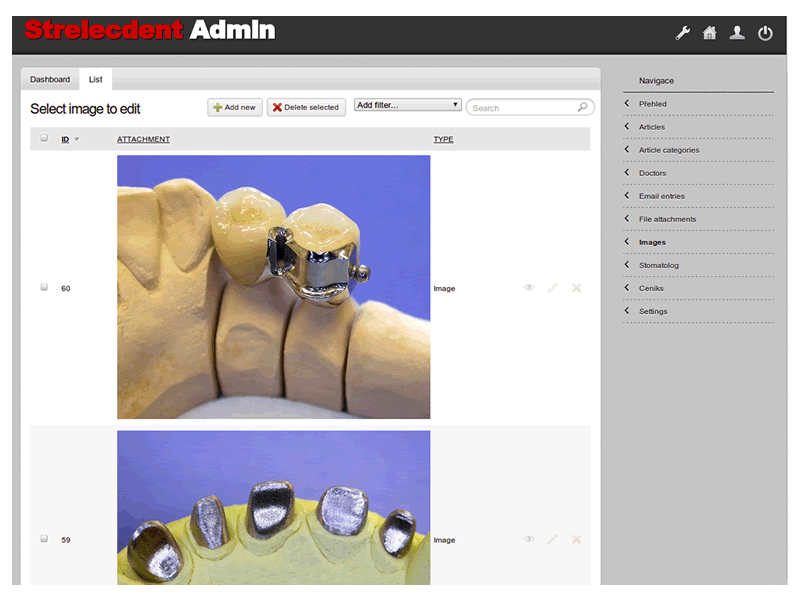 Strelecdent Admin
Dashboard
List
Select image to edit
Add new
Delete selected
Add filter...
Search
ID
ATTACHMENT
TYPE
60
Image
59
Image
Navigace
Přehled
Articles
Article categories
Doctors
Email entries
File attachments
Images
Stomatolog
Ceniks
Settings